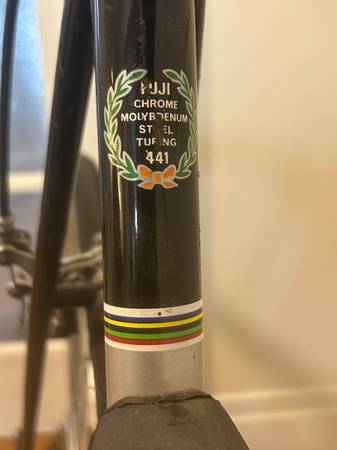 FUJI
CHROME
MOLYBDENUM
STEEL
TUBING
441